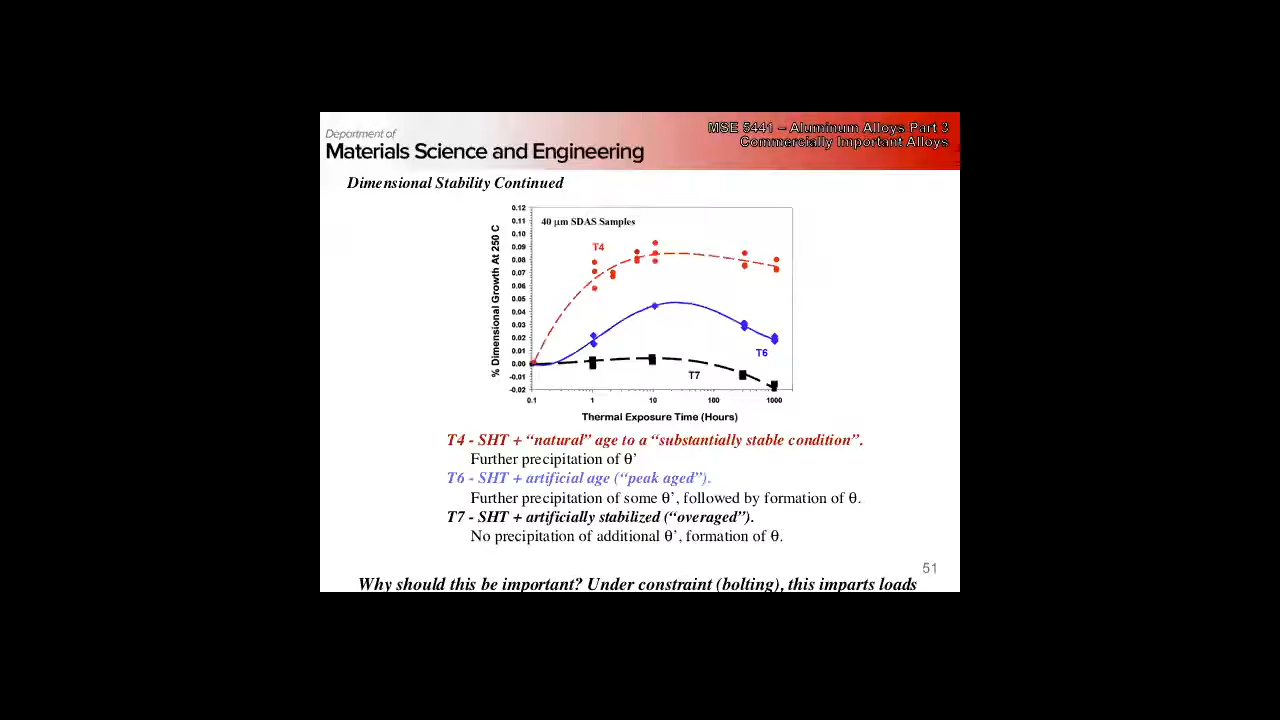 Department of
Materials Science and Engineering
MSE 5441 – Aluminum Alloys Part 3
Commercially Important Alloys
Dimensional Stability Continued
0.12
0.11
0.10
0.09
0.08
0.07
0.06
0.05
0.04
0.03
0.02
0.01
0.00
-0.01
-0.02
% Dimensional Growth At 250 C
40 µm SDAS Samples
T4
T6
T7
0.1 1 10 100 1000
Thermal Exposure Time (Hours)
T4 - SHT + “natural” age to a “substantially stable condition”.
Further precipitation of θ’
T6 - SHT + artificial age (“peak aged”).
Further precipitation of some θ’, followed by formation of θ.
T7 - SHT + artificially stabilized (“overaged”).
No precipitation of additional θ’, formation of θ.
51
Why should this be important? Under constraint (bolting), this imparts loads